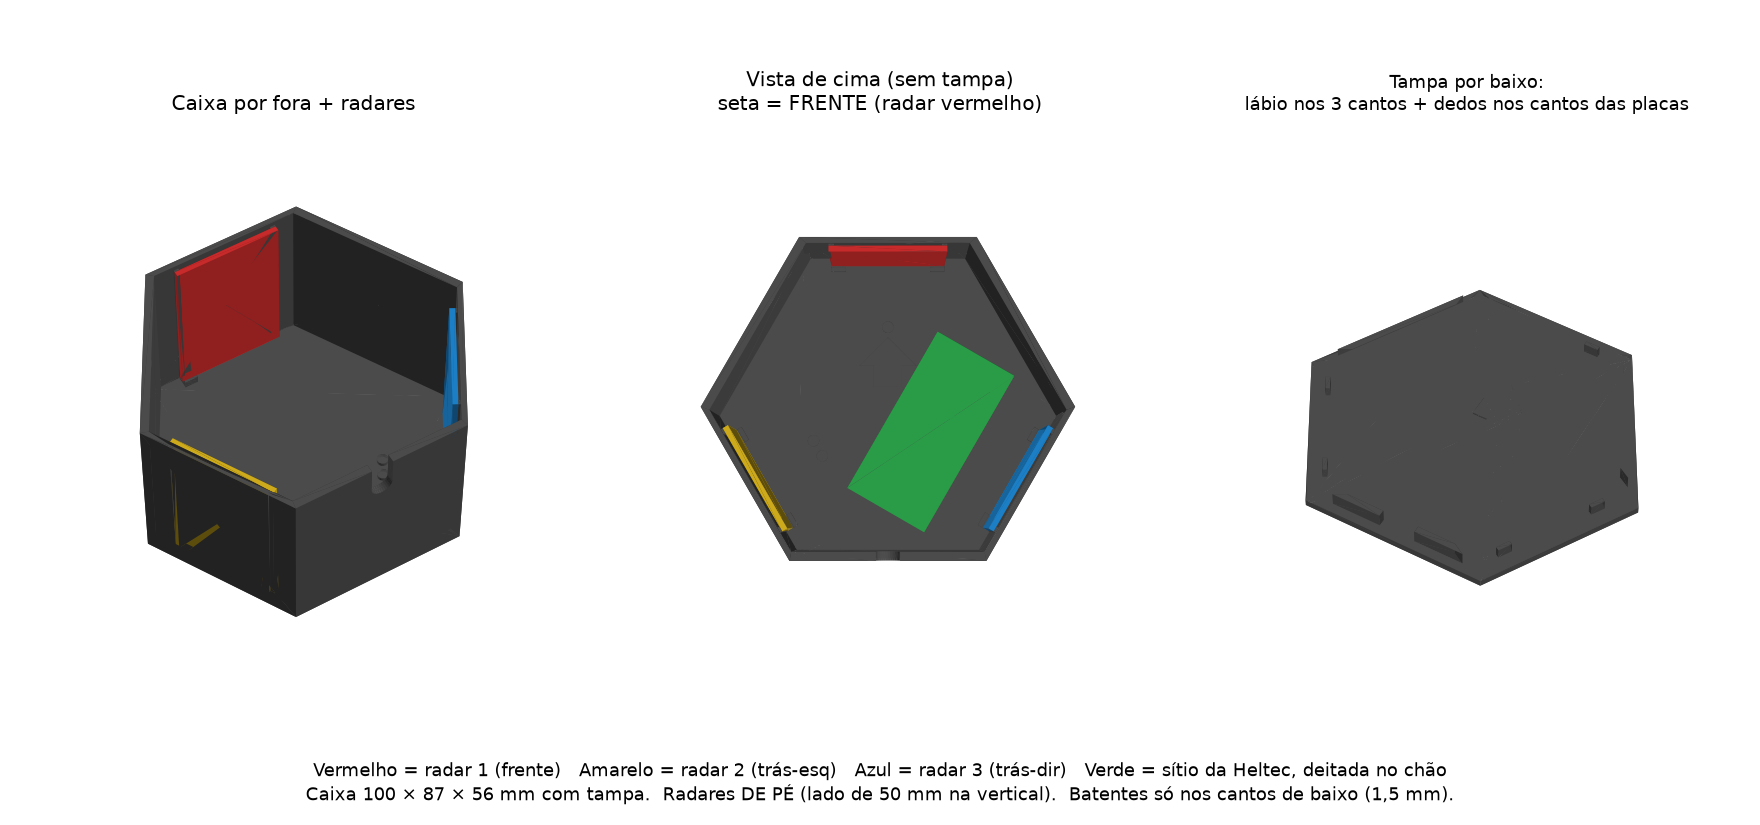 Caixa por fora + radares
Vista de cima (sem tampa)
seta = FRENTE (radar vermelho)
Tampa por baixo:
lábio nos 3 cantos + dedos nos cantos das placas
Vermelho = radar 1 (frente)   Amarelo = radar 2 (trás-esq)   Azul = radar 3 (trás-dir)   Verde = sítio da Heltec, deitada no chão
Caixa 100 × 87 × 56 mm com tampa.  Radares DE PÉ (lado de 50 mm na vertical).  Batentes só nos cantos de baixo (1,5 mm).